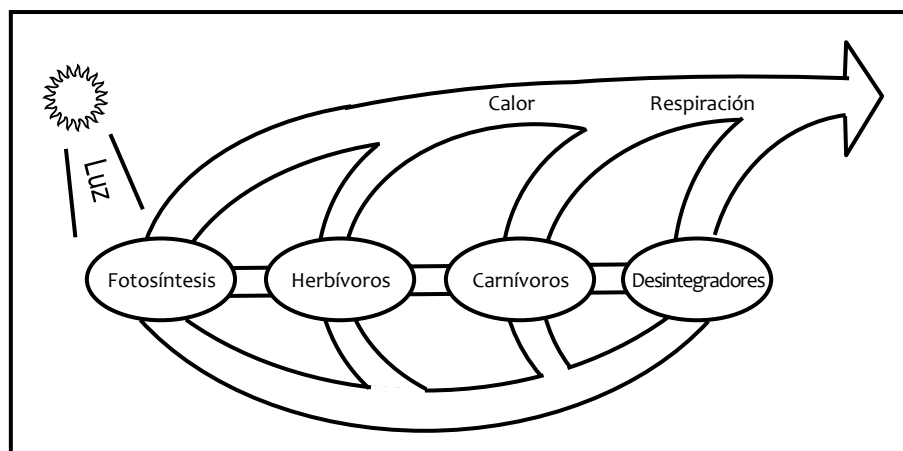 Calor
Respiración
Luz
Fotosíntesis
Herbívoros
Carnívoros
Desintegradores